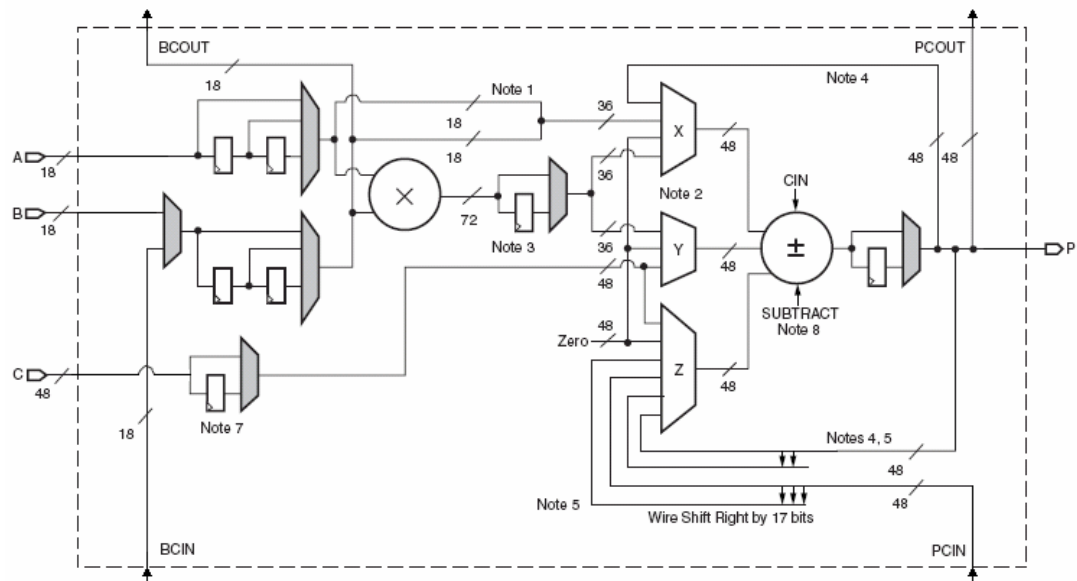 BCOUT
PCOUT
18
Note 4
Note 1
36
18
X
18
48
48
48
A
18
CIN
36
B
18
×
72
Note 2
Note 3
Y
±
P
36
48
48
SUBTRACT
Note 8
48
Zero
C
48
Z
48
Note 7
18
Notes 4, 5
48
Note 5
48
Wire Shift Right by 17 bits
BCIN
PCIN